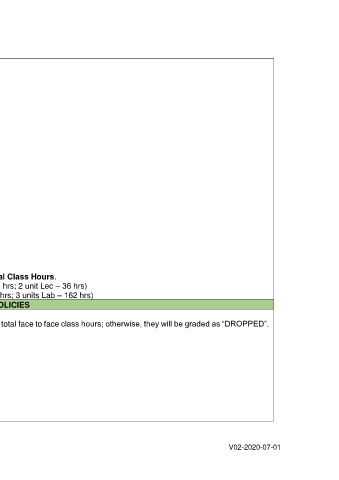 al Class Hours.
hrs; 2 unit Lec – 36 hrs)
hrs; 3 units Lab – 162 hrs)
OLICIES
total face to face class hours; otherwise, they will be graded as "DROPPED".
V02-2020-07-01